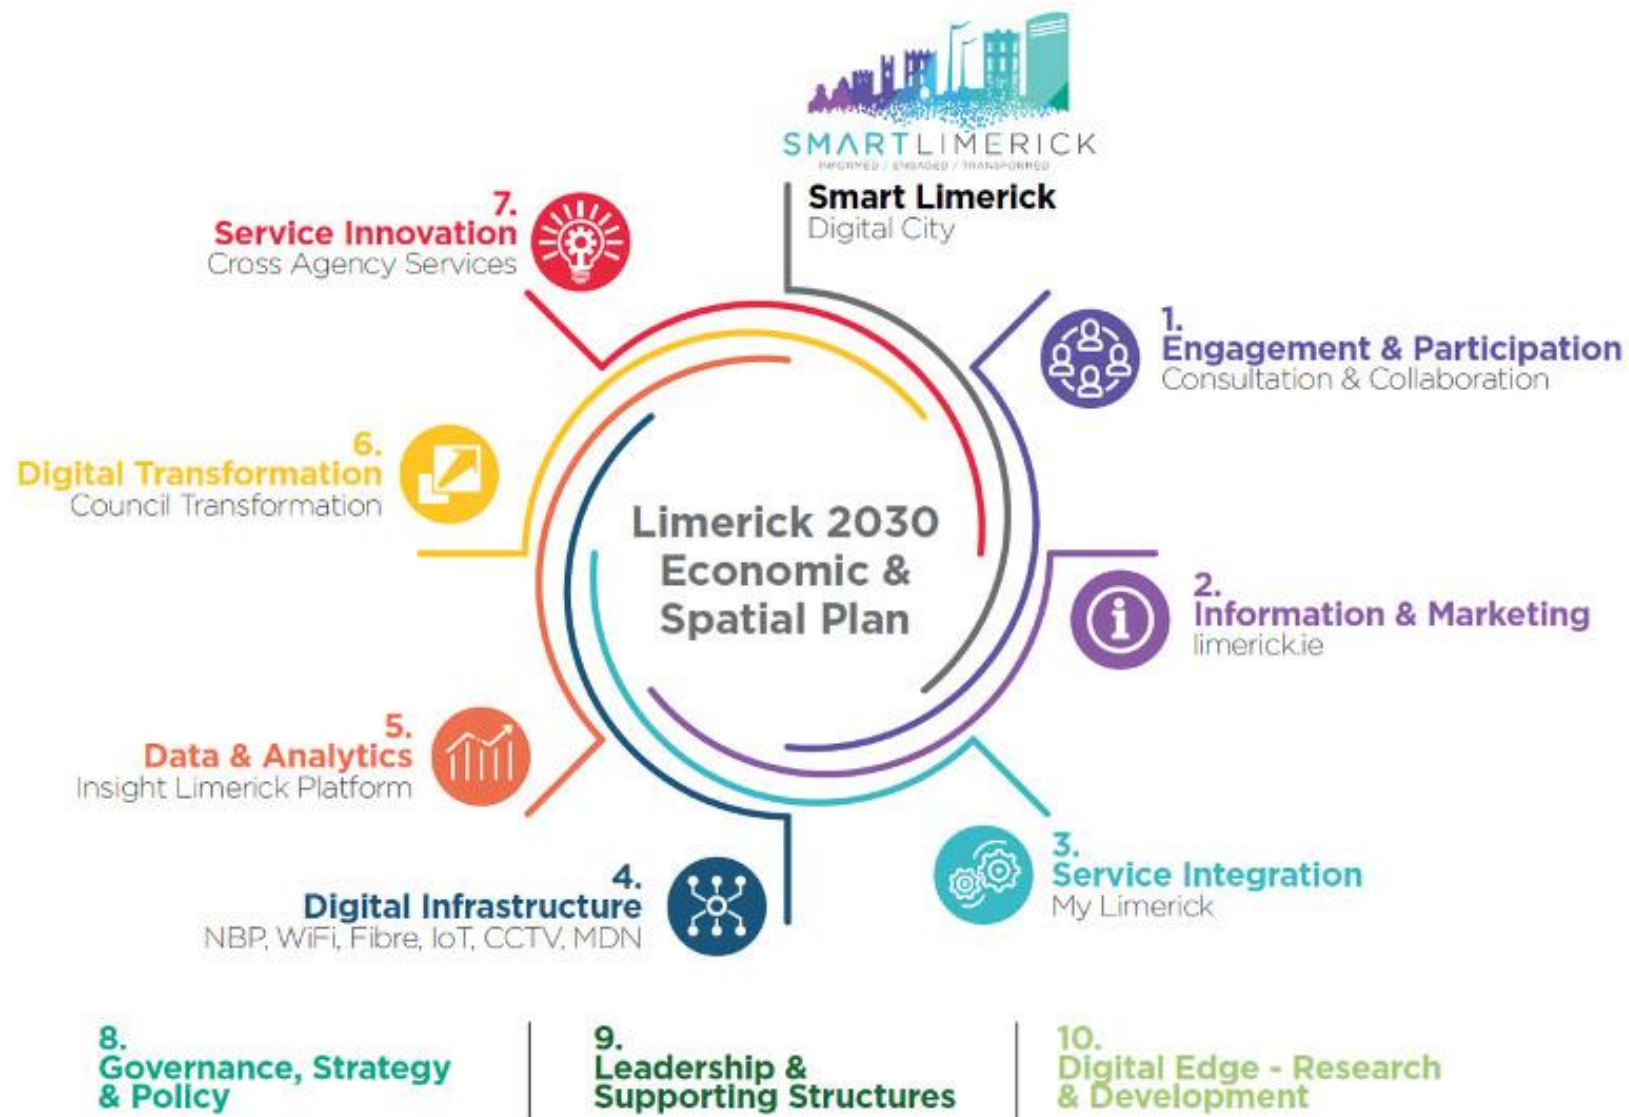 SMARTLIMERICK
INFORMED / ENGAGED / TRANSFORMED
Smart Limerick
Digital City
1.
Engagement & Participation
Consultation & Collaboration
2.
Information & Marketing
limerick.ie
3.
Service Integration
My Limerick
4.
Digital Infrastructure
NBP, WiFi, Fibre, IoT, CCTV, MDN
5.
Data & Analytics
Insight Limerick Platform
6.
Digital Transformation
Council Transformation
7.
Service Innovation
Cross Agency Services
Limerick 2030
Economic &
Spatial Plan
8.
Governance, Strategy
& Policy
9.
Leadership &
Supporting Structures
10.
Digital Edge - Research
& Development